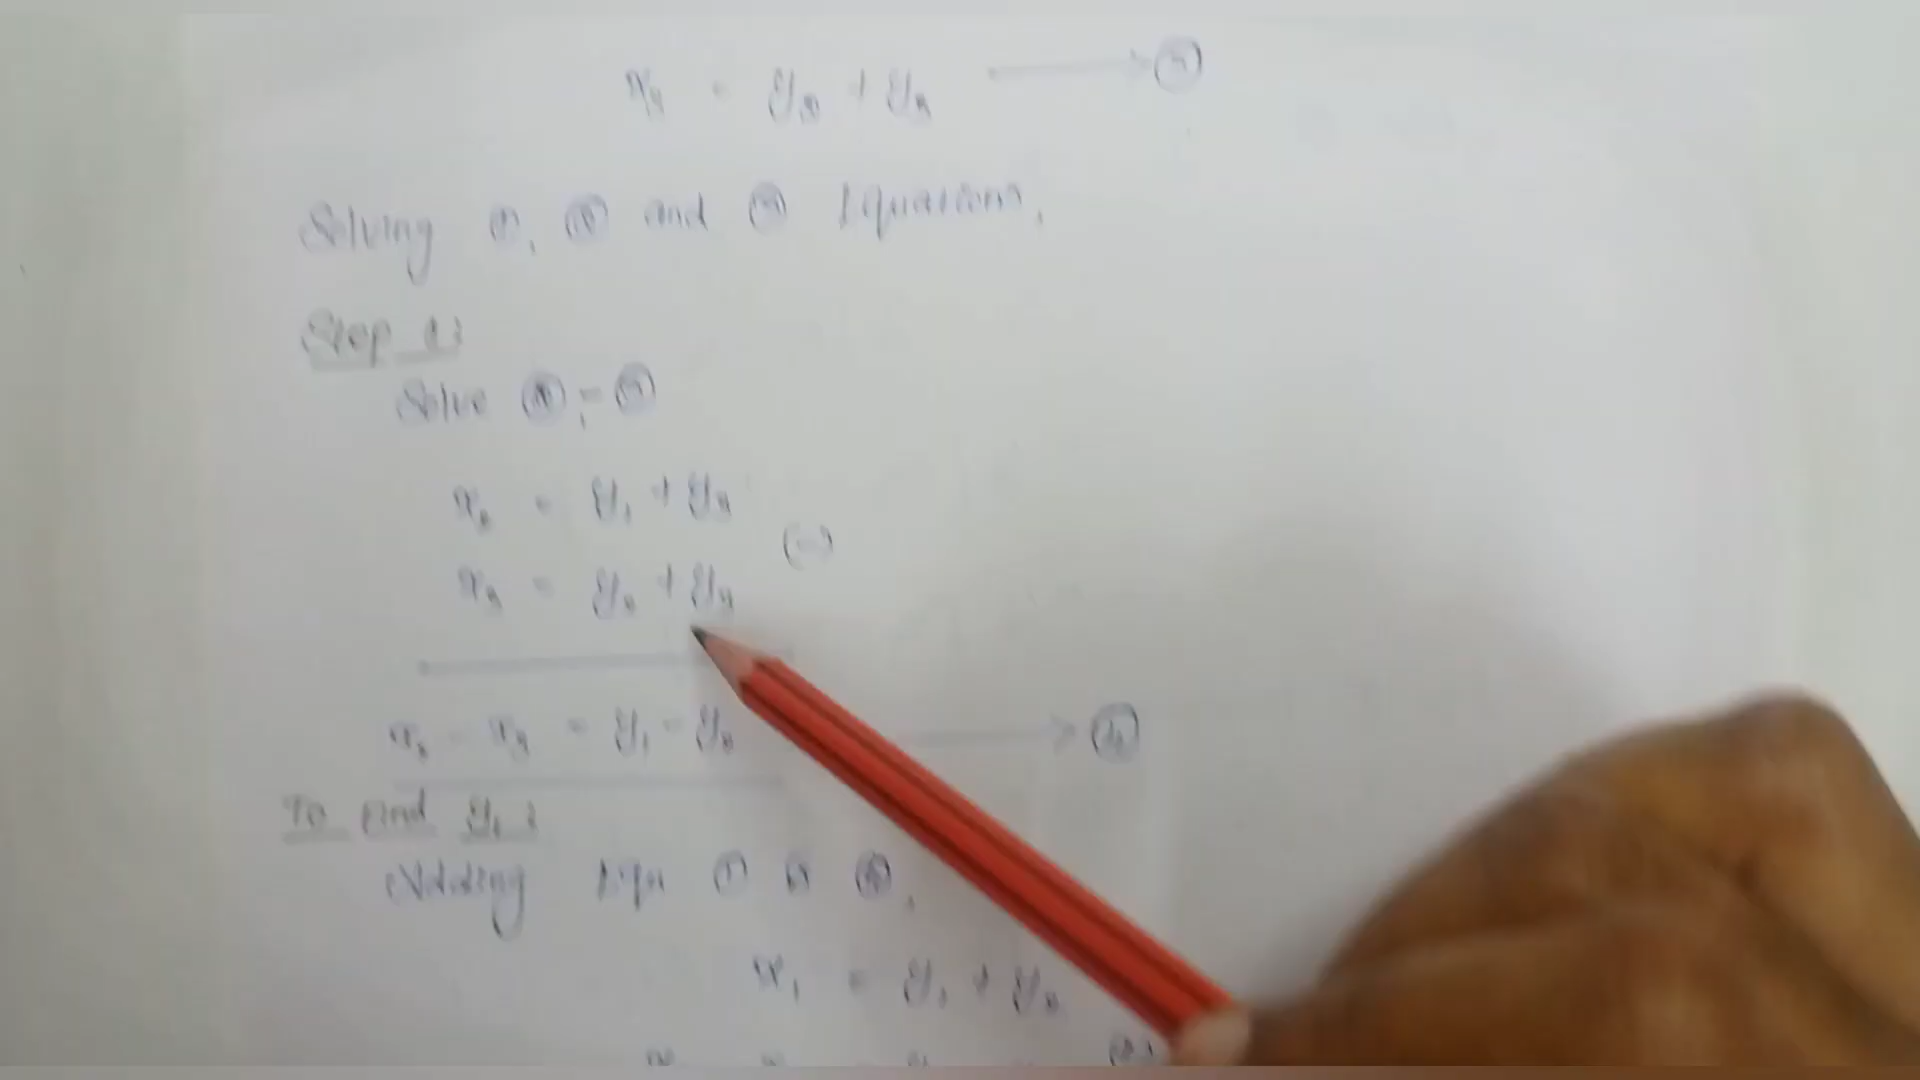 x₃ = y₂ + y₃ → ③
Solving ①, ② and ③ Equations,
Step 1:
Solve ② - ③
x₂ = y₁ + y₃
(-)
x₃ = y₂ + y₃
x₂ - x₃ = y₁ - y₂ → ④
To Find y₁:
Adding Equ ① & ④,
x₁ = y₁ + y₂